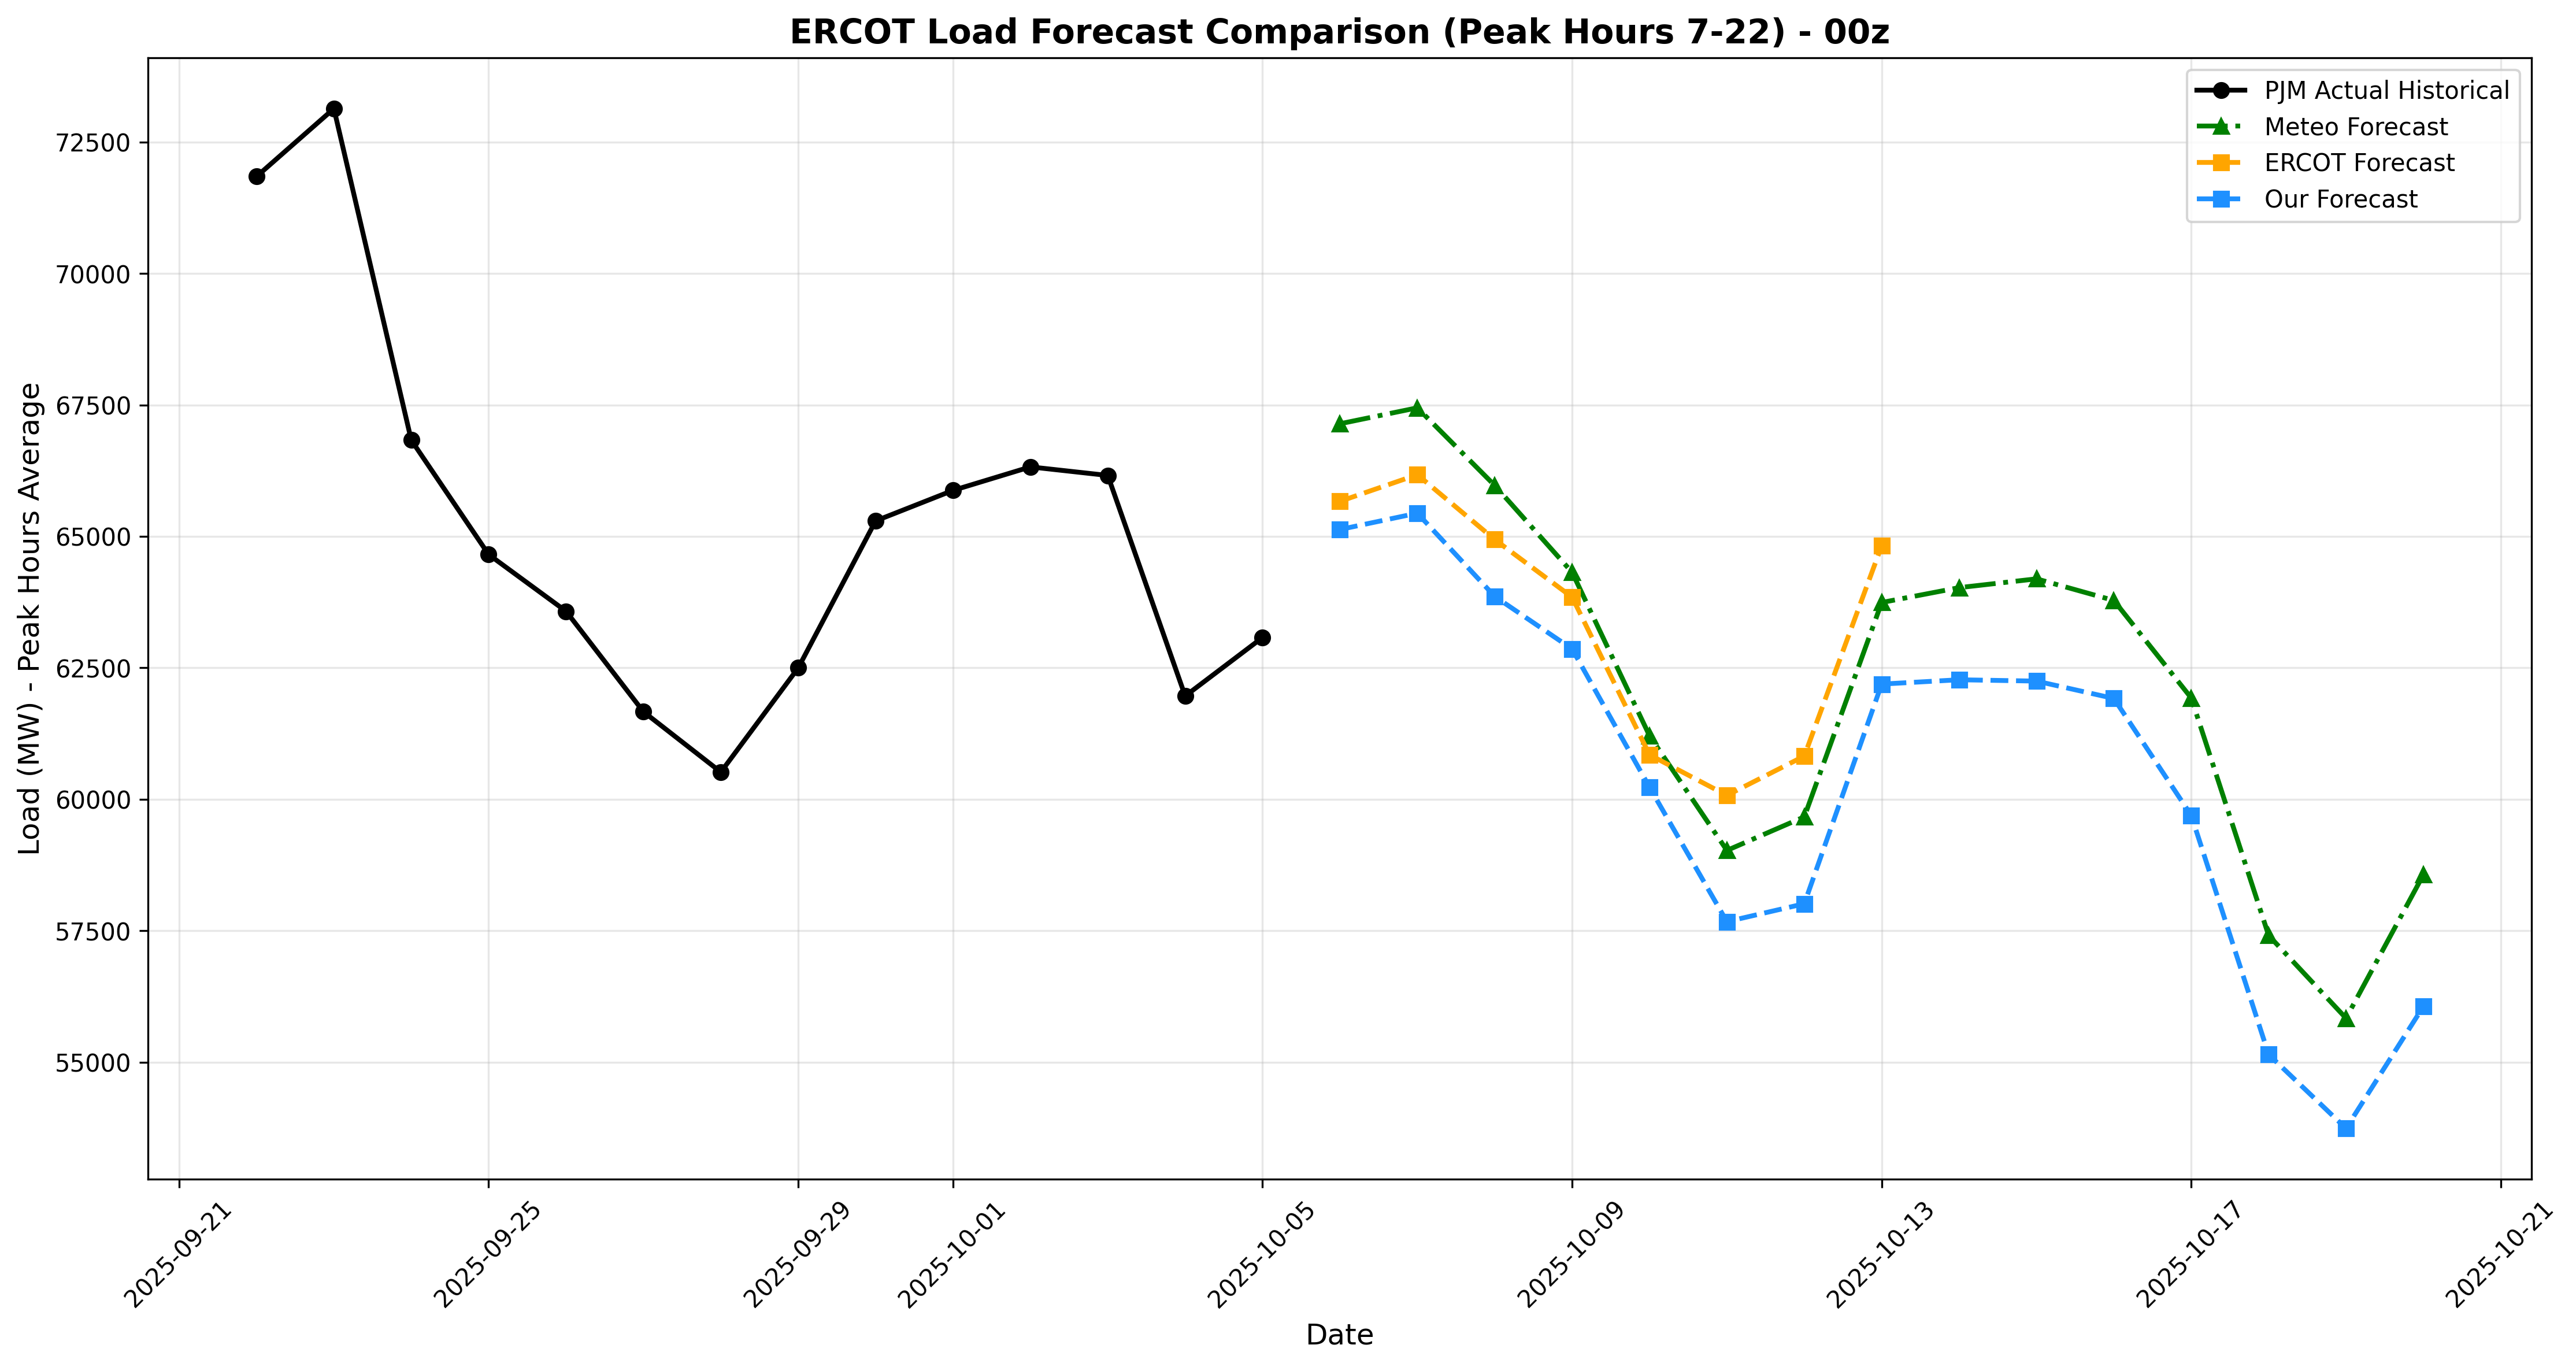 ERCOT Load Forecast Comparison (Peak Hours 7-22) - 00z
PJM Actual Historical
Meteo Forecast
ERCOT Forecast
Our Forecast
Load (MW) - Peak Hours Average
72500
70000
67500
65000
62500
60000
57500
55000
2025-09-21
2025-09-25
2025-09-29
2025-10-01
2025-10-05
2025-10-09
2025-10-13
2025-10-17
2025-10-21
Date